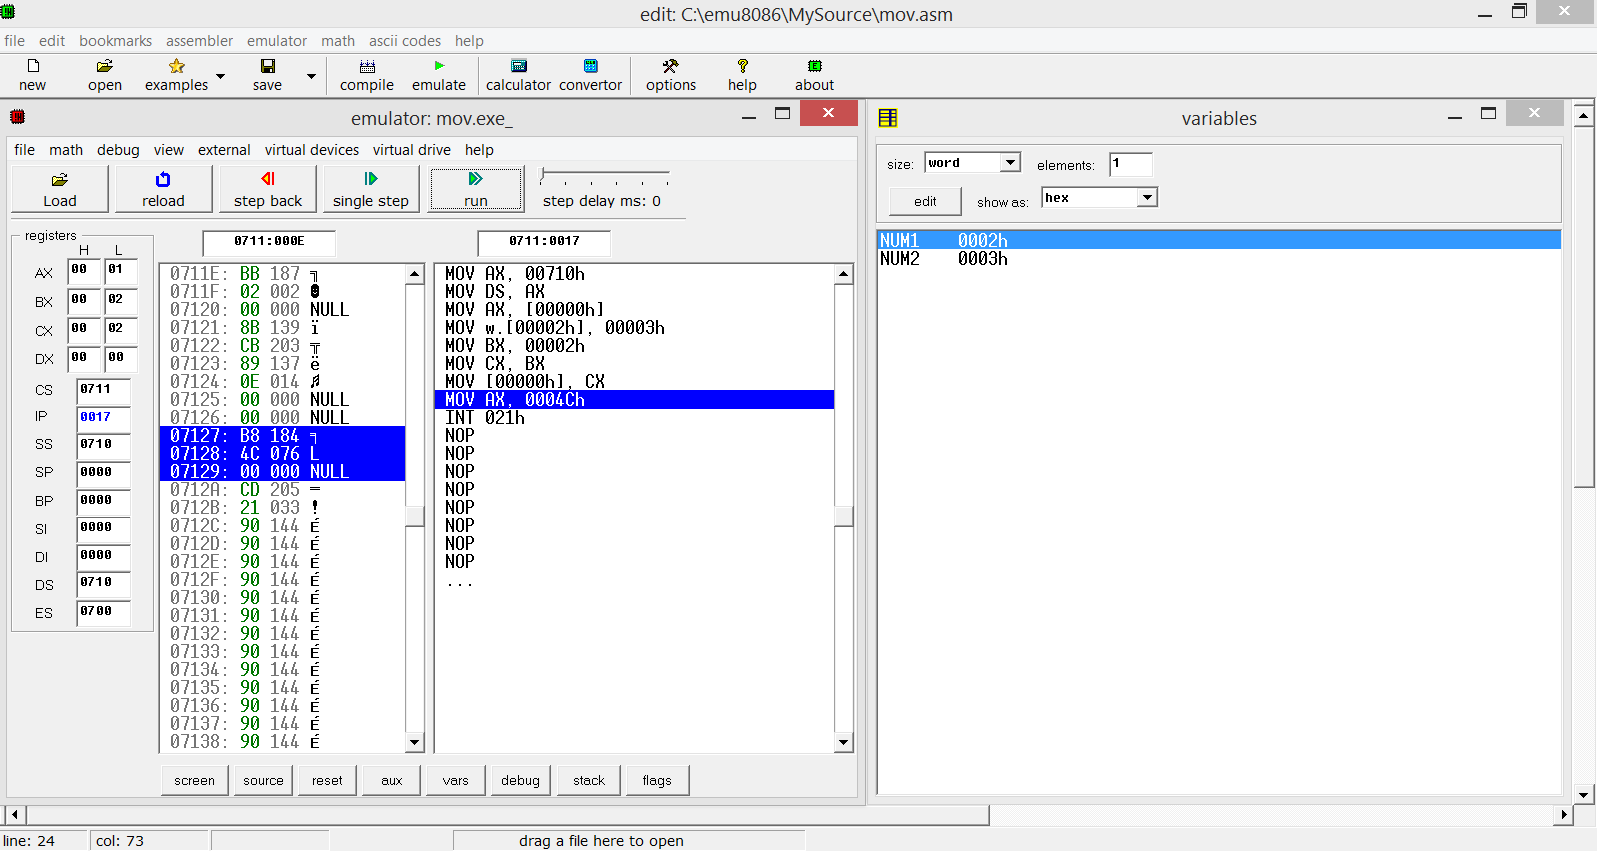 edit: C:\emu8086\MySource\mov.asm
file edit bookmarks assembler emulator math ascii codes help
new open examples save compile emulate calculator convertor options help about
emulator: mov.exe_
file math debug view external virtual devices virtual drive help
Load reload step back single step run step delay ms: 0
registers
H L
AX 00 01
BX 00 02
CX 00 02
DX 00 00
CS 0711
IP 0017
SS 0710
SP 0000
BP 0000
SI 0000
DI 0000
DS 0710
ES 0700
0711:000E
0711:0017
0711E: BB 187 ╗
0711F: 02 002 ☻
07120: 00 000 NULL
07121: 8B 139 ï
07122: CB 203 ╦
07123: 89 137 ë
07124: 0E 014 ♫
07125: 00 000 NULL
07126: 00 000 NULL
07127: B8 184 ╕
07128: 4C 076 L
07129: 00 000 NULL
0712A: CD 205 ═
0712B: 21 033 !
0712C: 90 144 É
0712D: 90 144 É
0712E: 90 144 É
0712F: 90 144 É
07130: 90 144 É
07131: 90 144 É
07132: 90 144 É
07133: 90 144 É
07134: 90 144 É
07135: 90 144 É
07136: 90 144 É
07137: 90 144 É
07138: 90 144 É
MOV AX, 00710h
MOV DS, AX
MOV AX, [00000h]
MOV w.[00002h], 00003h
MOV BX, 00002h
MOV CX, BX
MOV [00000h], CX
MOV AX, 0004Ch
INT 021h
NOP
NOP
NOP
NOP
NOP
NOP
NOP
NOP
...
screen source reset aux vars debug stack flags
variables
size: word elements: 1
edit show as: hex
NUM1 0002h
NUM2 0003h
line: 24 col: 73 drag a file here to open